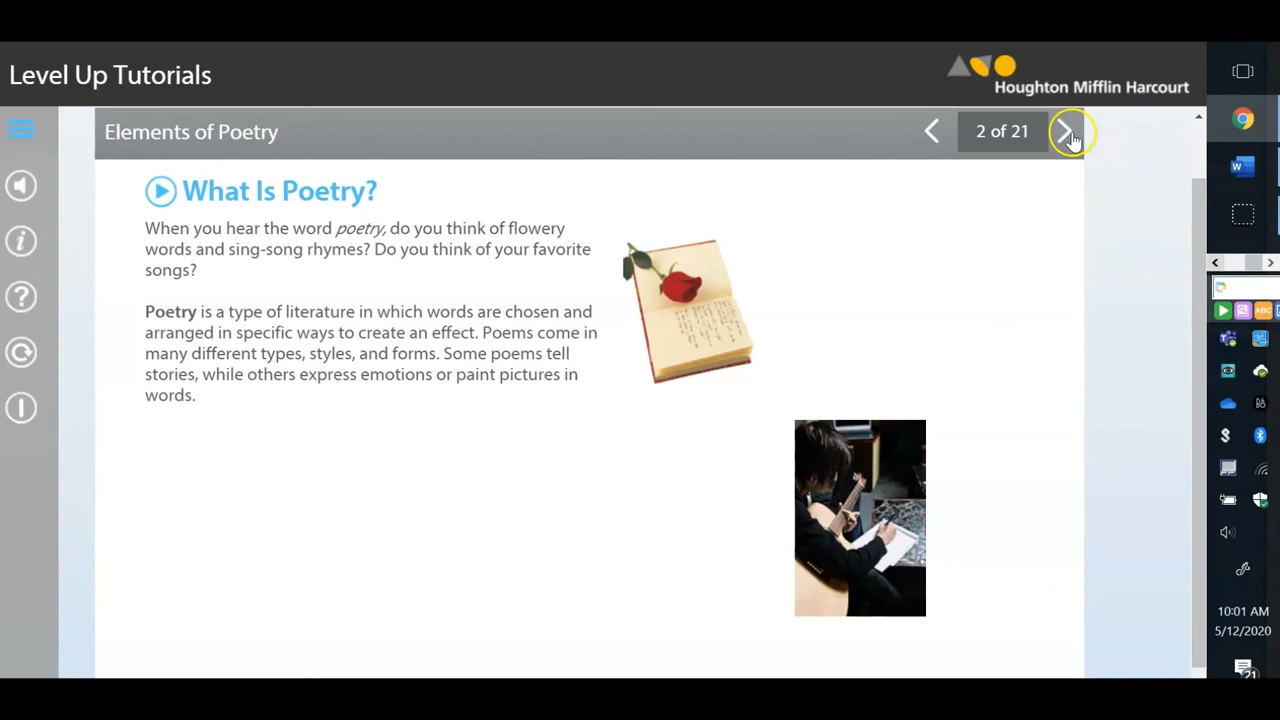 Level Up Tutorials
Houghton Mifflin Harcourt
Elements of Poetry
2 of 21
What Is Poetry?
When you hear the word poetry, do you think of flowery
words and sing-song rhymes? Do you think of your favorite
songs?
Poetry is a type of literature in which words are chosen and
arranged in specific ways to create an effect. Poems come in
many different types, styles, and forms. Some poems tell
stories, while others express emotions or paint pictures in
words.
ABC
10:01 AM
5/12/2020
21